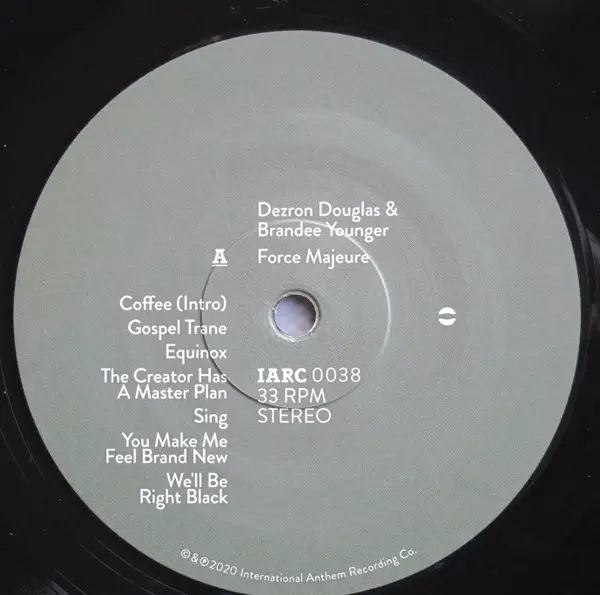 Dezron Douglas &
Brandee Younger
A
Force Majeure
Coffee (Intro)
Gospel Trane
Equinox
The Creator Has
A Master Plan
Sing
You Make Me
Feel Brand New
We'll Be
Right Black
IARC 0038
33 RPM
STEREO
©&℗2020 International Anthem Recording Co.